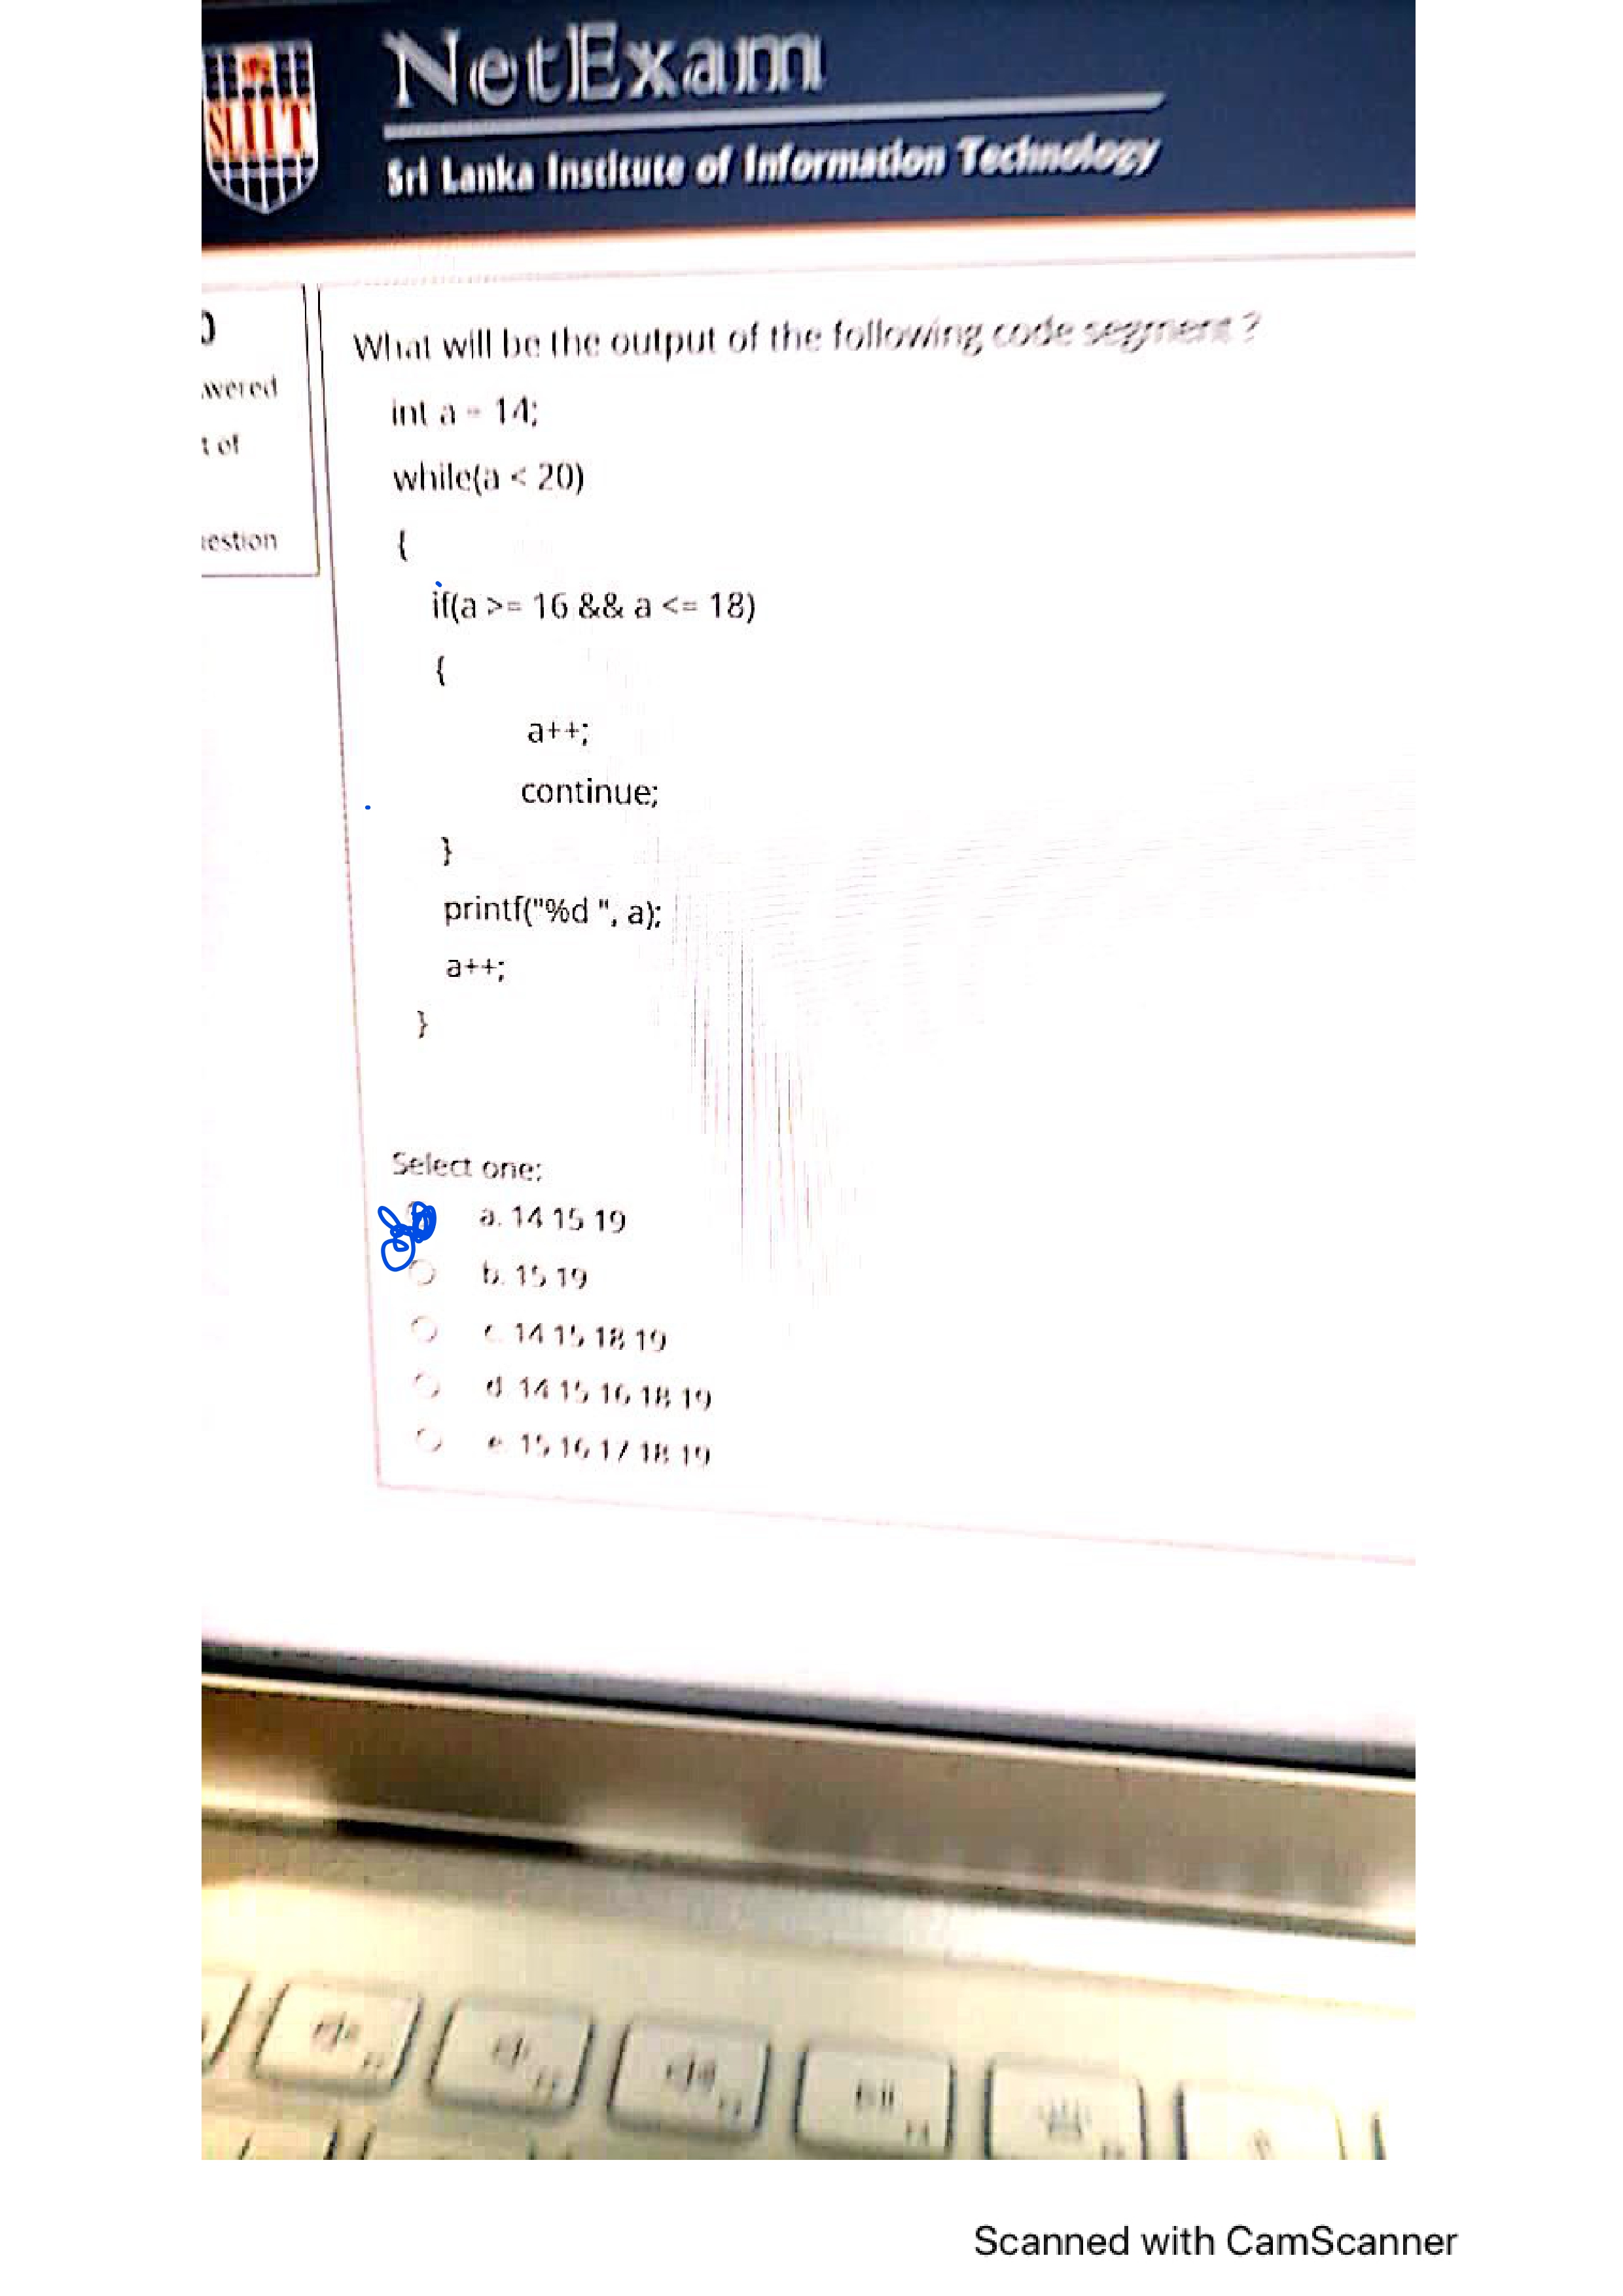 SLIIT
NetExam
Sri Lanka Institute of Information Technology
wered
t of
estion
What will be the output of the following code segment ?
int a = 14;
while(a < 20)
{
if(a >= 16 && a <= 18)
{
a++;
continue;
}
printf("%d ", a);
a++;
}
Select one:
a. 14 15 19
b. 15 19
c. 14 15 18 19
d. 14 15 16 18 19
e. 15 16 17 18 19
Scanned with CamScanner